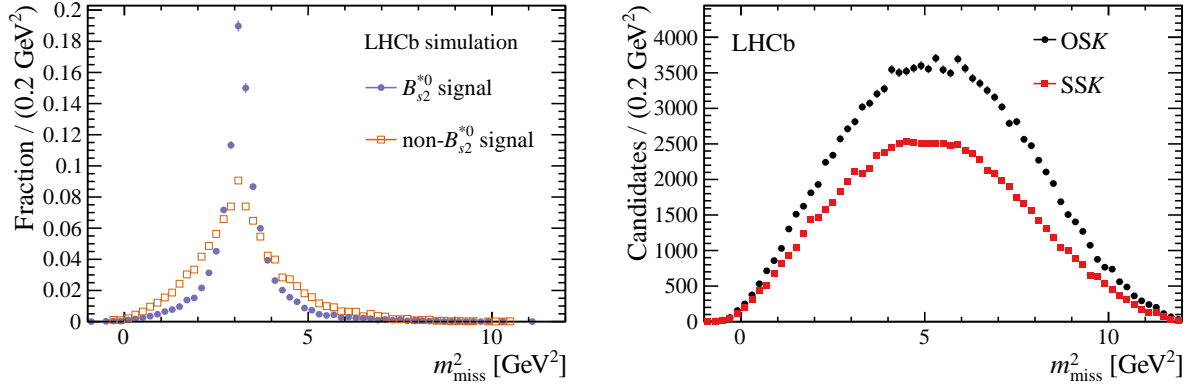 Fraction / (0.2 GeV²)
0.2
0.18
0.16
0.14
0.12
0.1
0.08
0.06
0.04
0.02
0
LHCb simulation
B*⁰ₛ₂ signal
non-B*⁰ₛ₂ signal
0 5 10
m²miss [GeV²]
Candidates / (0.2 GeV²)
4000
3500
3000
2500
2000
1500
1000
500
0
LHCb
OSK
SSK
0 5 10
m²miss [GeV²]